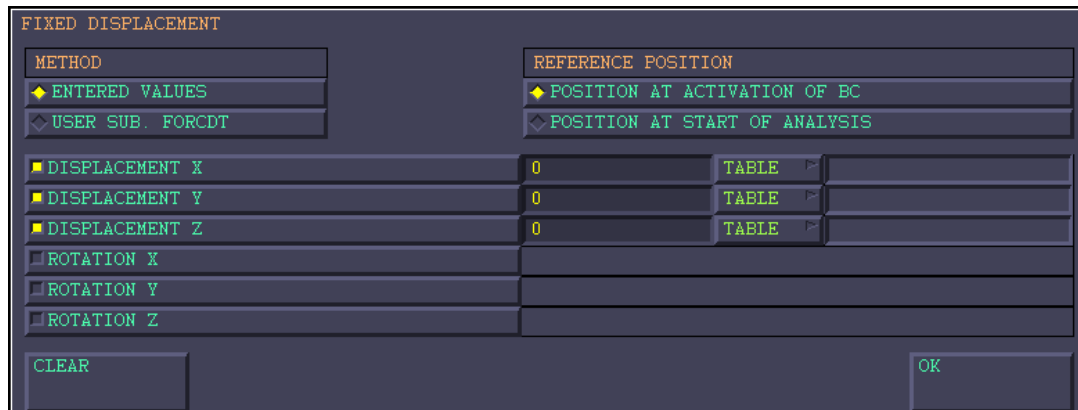 FIXED DISPLACEMENT
METHOD REFERENCE POSITION
ENTERED VALUES POSITION AT ACTIVATION OF BC
USER SUB. FORCDT POSITION AT START OF ANALYSIS
DISPLACEMENT X 0 TABLE
DISPLACEMENT Y 0 TABLE
DISPLACEMENT Z 0 TABLE
ROTATION X
ROTATION Y
ROTATION Z
CLEAR OK